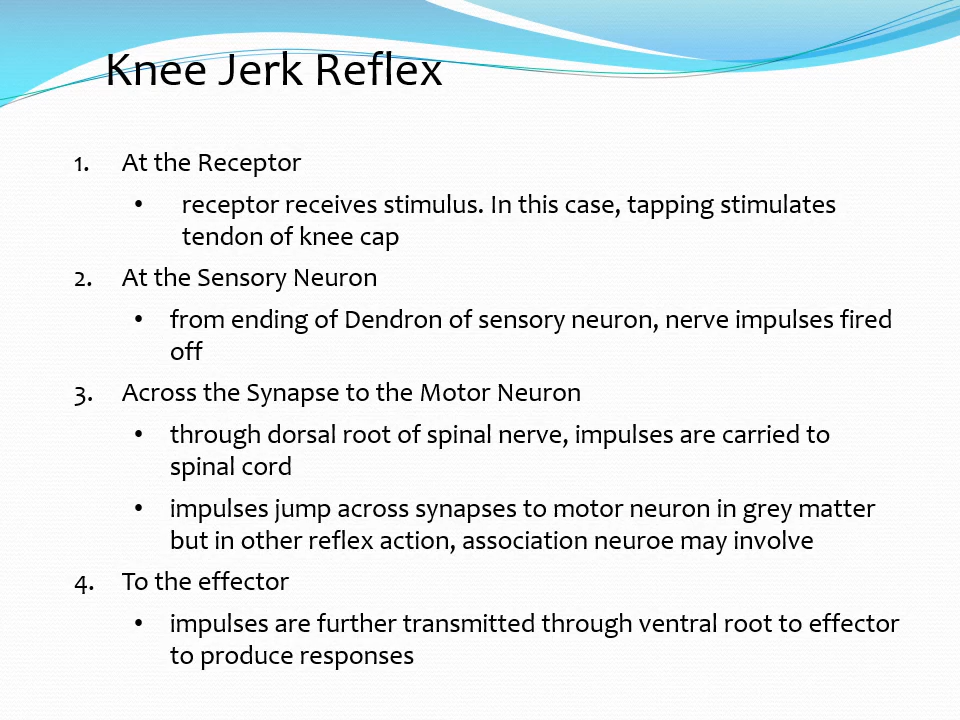 Knee Jerk Reflex
1. At the Receptor
• receptor receives stimulus. In this case, tapping stimulates
tendon of knee cap
2. At the Sensory Neuron
• from ending of Dendron of sensory neuron, nerve impulses fired
off
3. Across the Synapse to the Motor Neuron
• through dorsal root of spinal nerve, impulses are carried to
spinal cord
• impulses jump across synapses to motor neuron in grey matter
but in other reflex action, association neuroe may involve
4. To the effector
• impulses are further transmitted through ventral root to effector
to produce responses